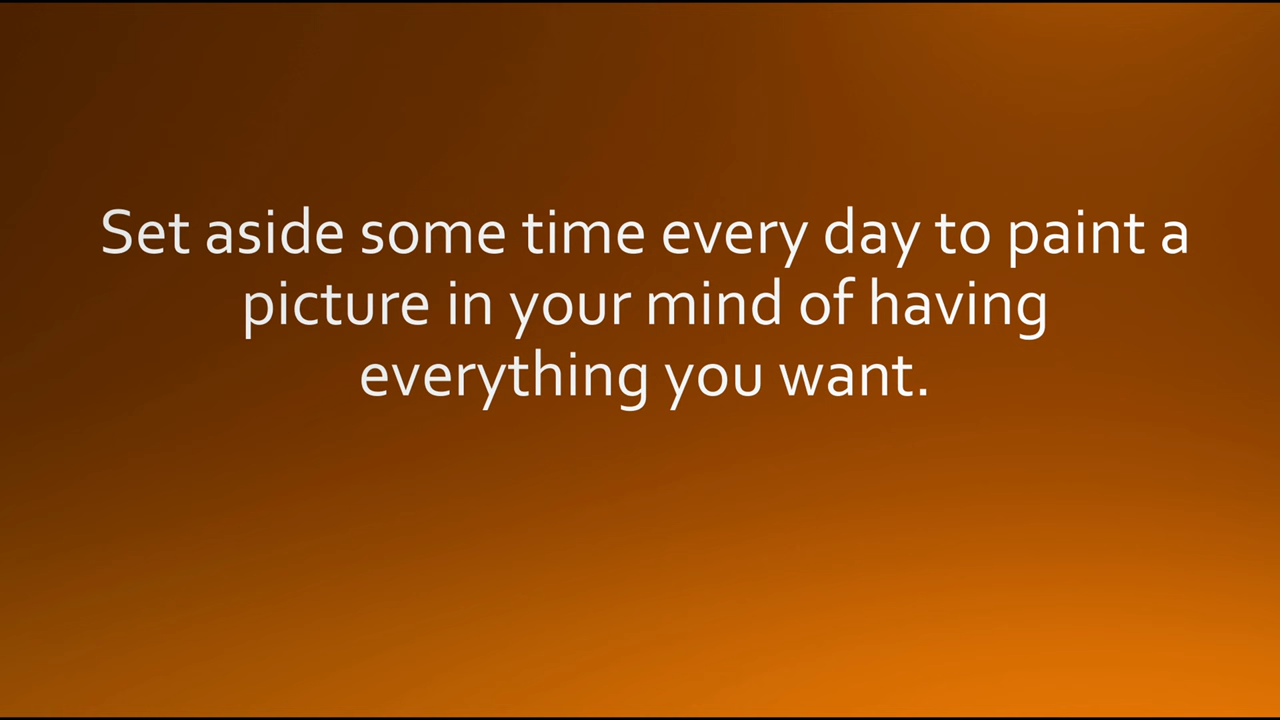 Set aside some time every day to paint a
picture in your mind of having
everything you want.